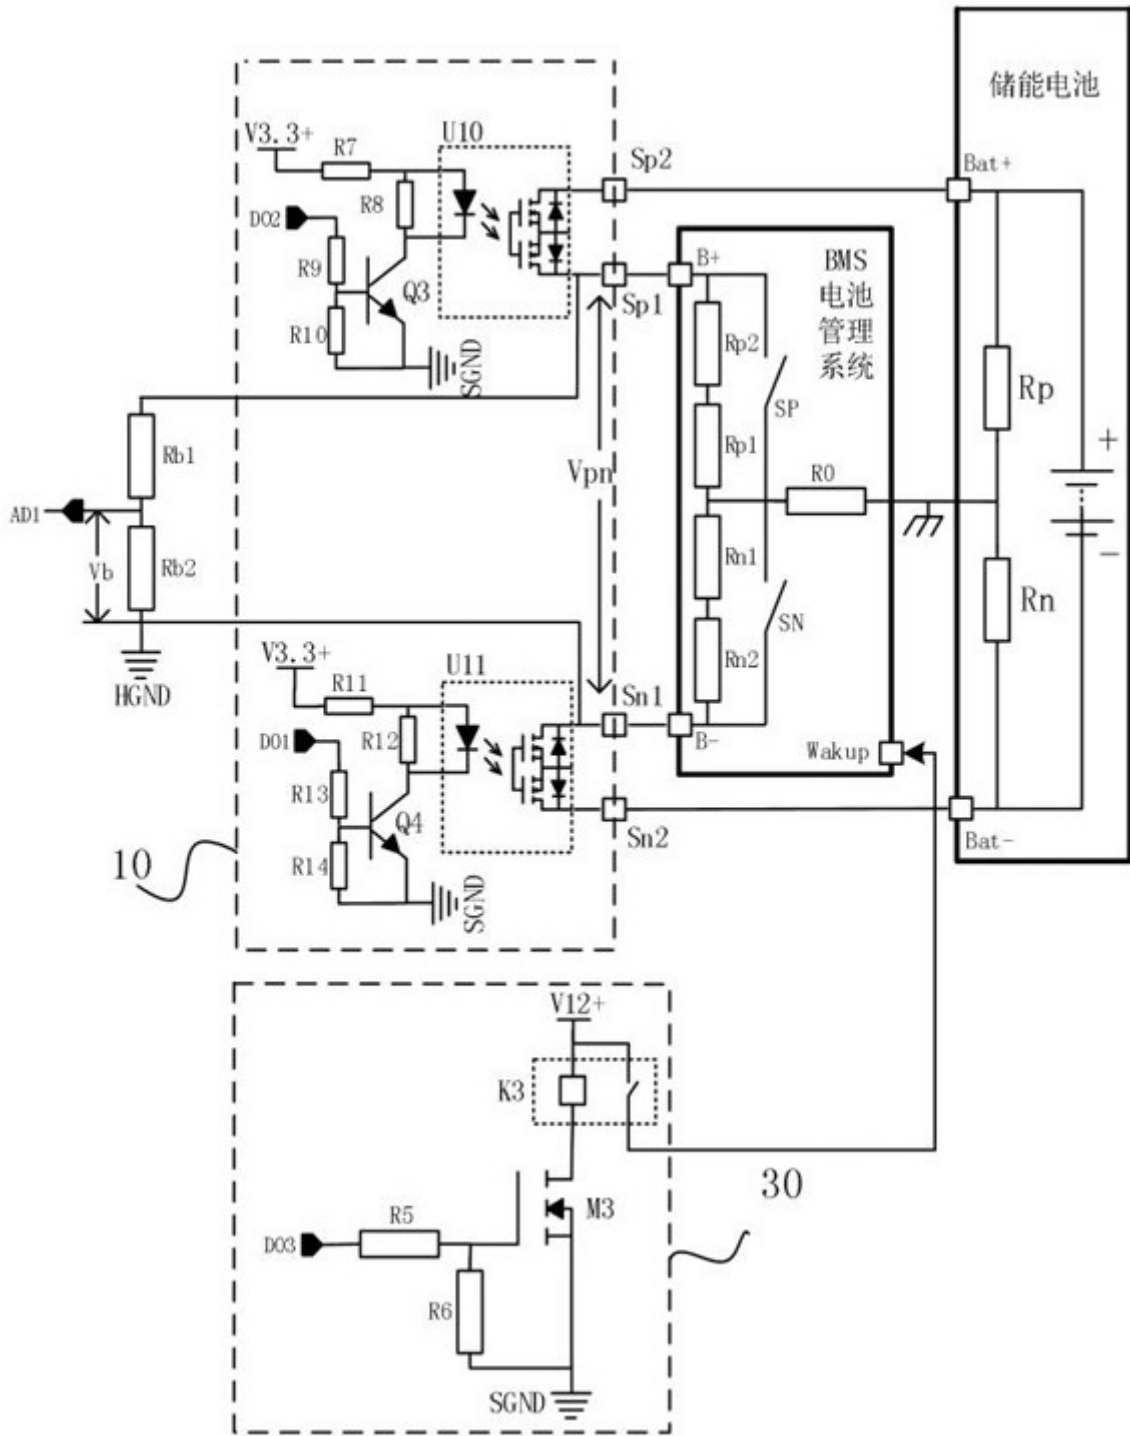 储能电池
V3.3+
R7
U10
Sp2
Bat+
R8
DO2
R9
Q3
R10
SGND
Sp1
B+
BMS
电池
管理
系统
Rp2
SP
Rp
Rb1
Rp1
Vpn
R0
+
AD1
Vb
Rb2
Rn1
Rn
-
SN
Rn2
HGND
V3.3+
R11
U11
Sn1
B-
DO1
R12
Wakup
R13
Q4
R14
SGND
Sn2
Bat-
10
V12+
K3
30
R5
M3
DO3
R6
SGND